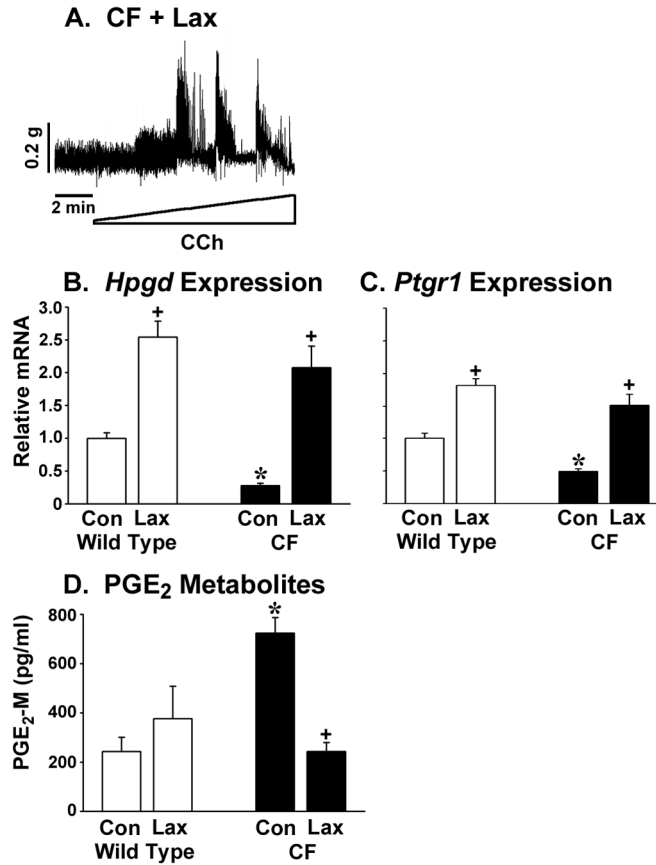 A. CF + Lax
0.2 g
2 min
CCh
B. Hpgd Expression
C. Ptgr1 Expression
Relative mRNA
3.0
2.5
2.0
1.5
1.0
0.5
0
+
+
*
+
+
*
Con Lax Con Lax
Wild Type CF
Con Lax Con Lax
Wild Type CF
D. PGE2 Metabolites
PGE2-M (pg/ml)
800
600
400
200
0
*
+
Con Lax Con Lax
Wild Type CF